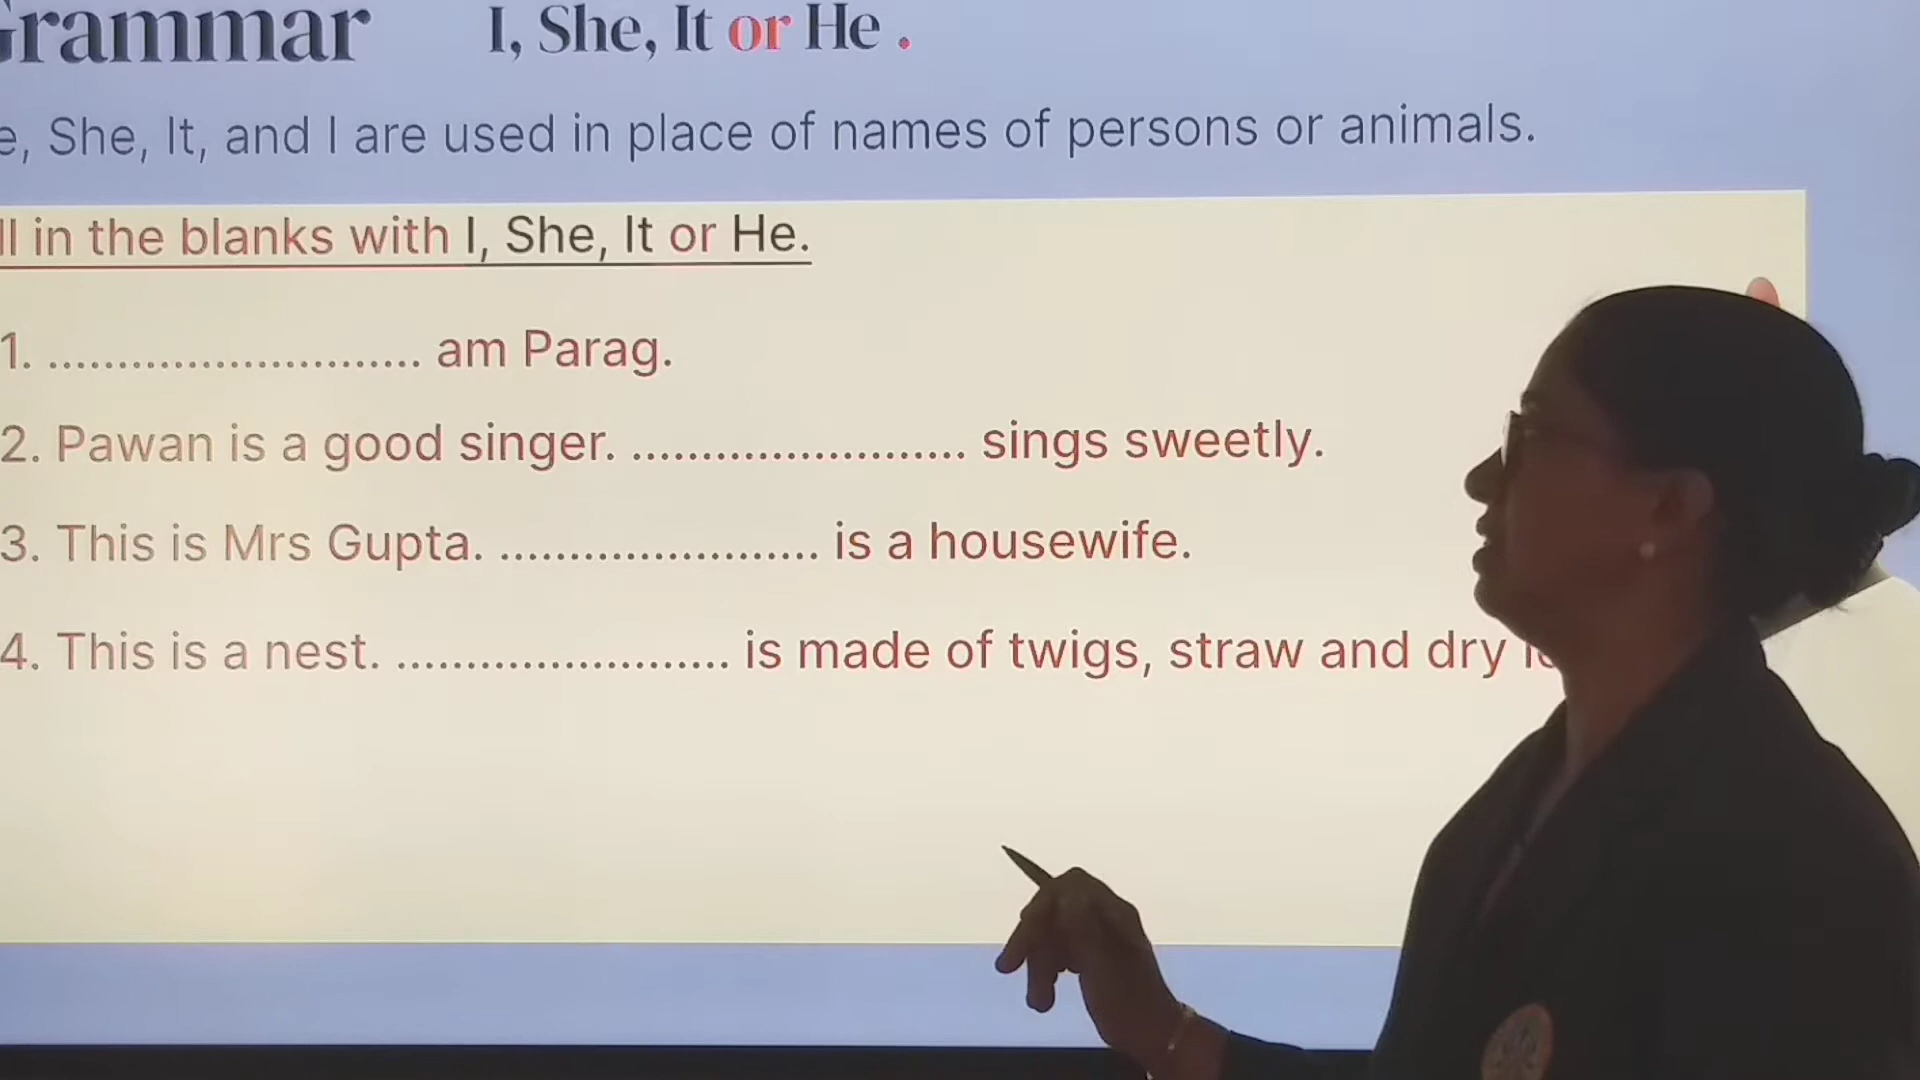 Grammar I, She, It or He .
e, She, It, and I are used in place of names of persons or animals.
ll in the blanks with I, She, It or He.
1. .......................... am Parag.
2. Pawan is a good singer. ........................ sings sweetly.
3. This is Mrs Gupta. ....................... is a housewife.
4. This is a nest. ........................ is made of twigs, straw and dry